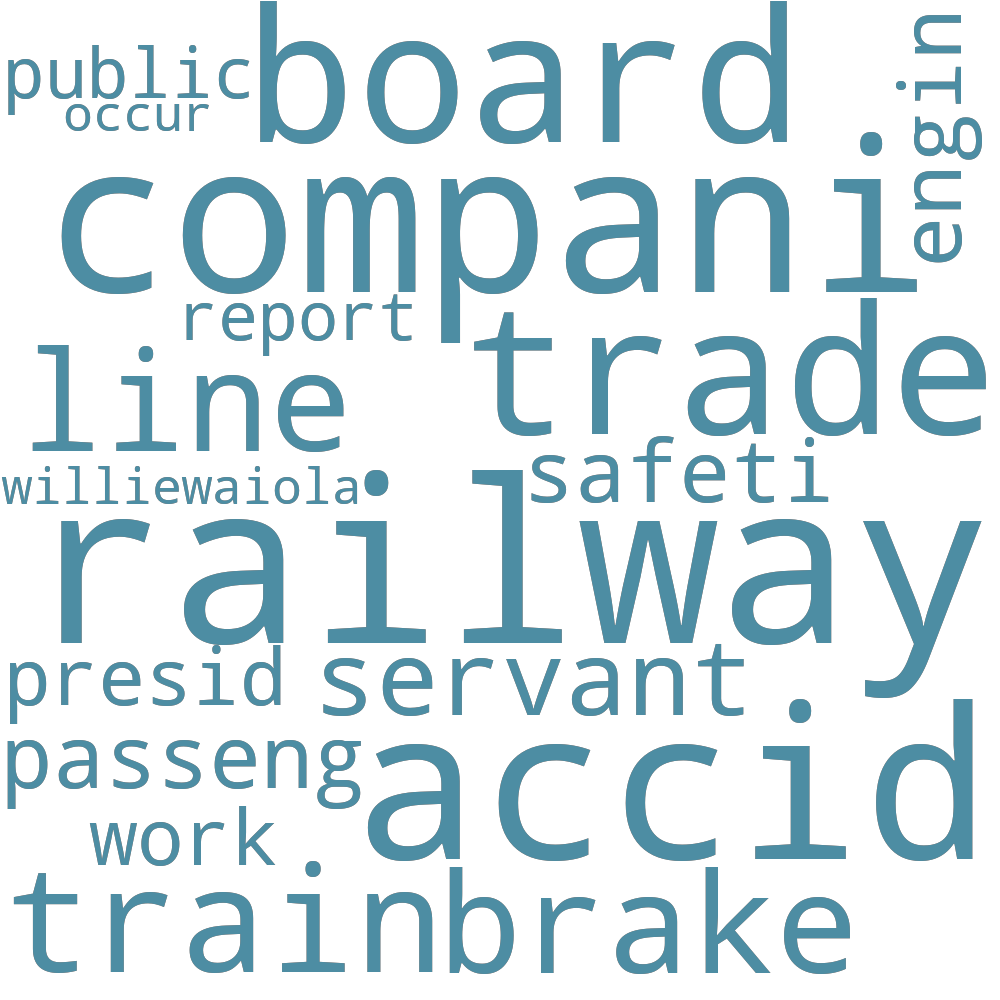 public
board
engin
occur
compani
report
trade
line
safeti
williewaiola
railway
presid
servant
passeng
accid
work
train
brake